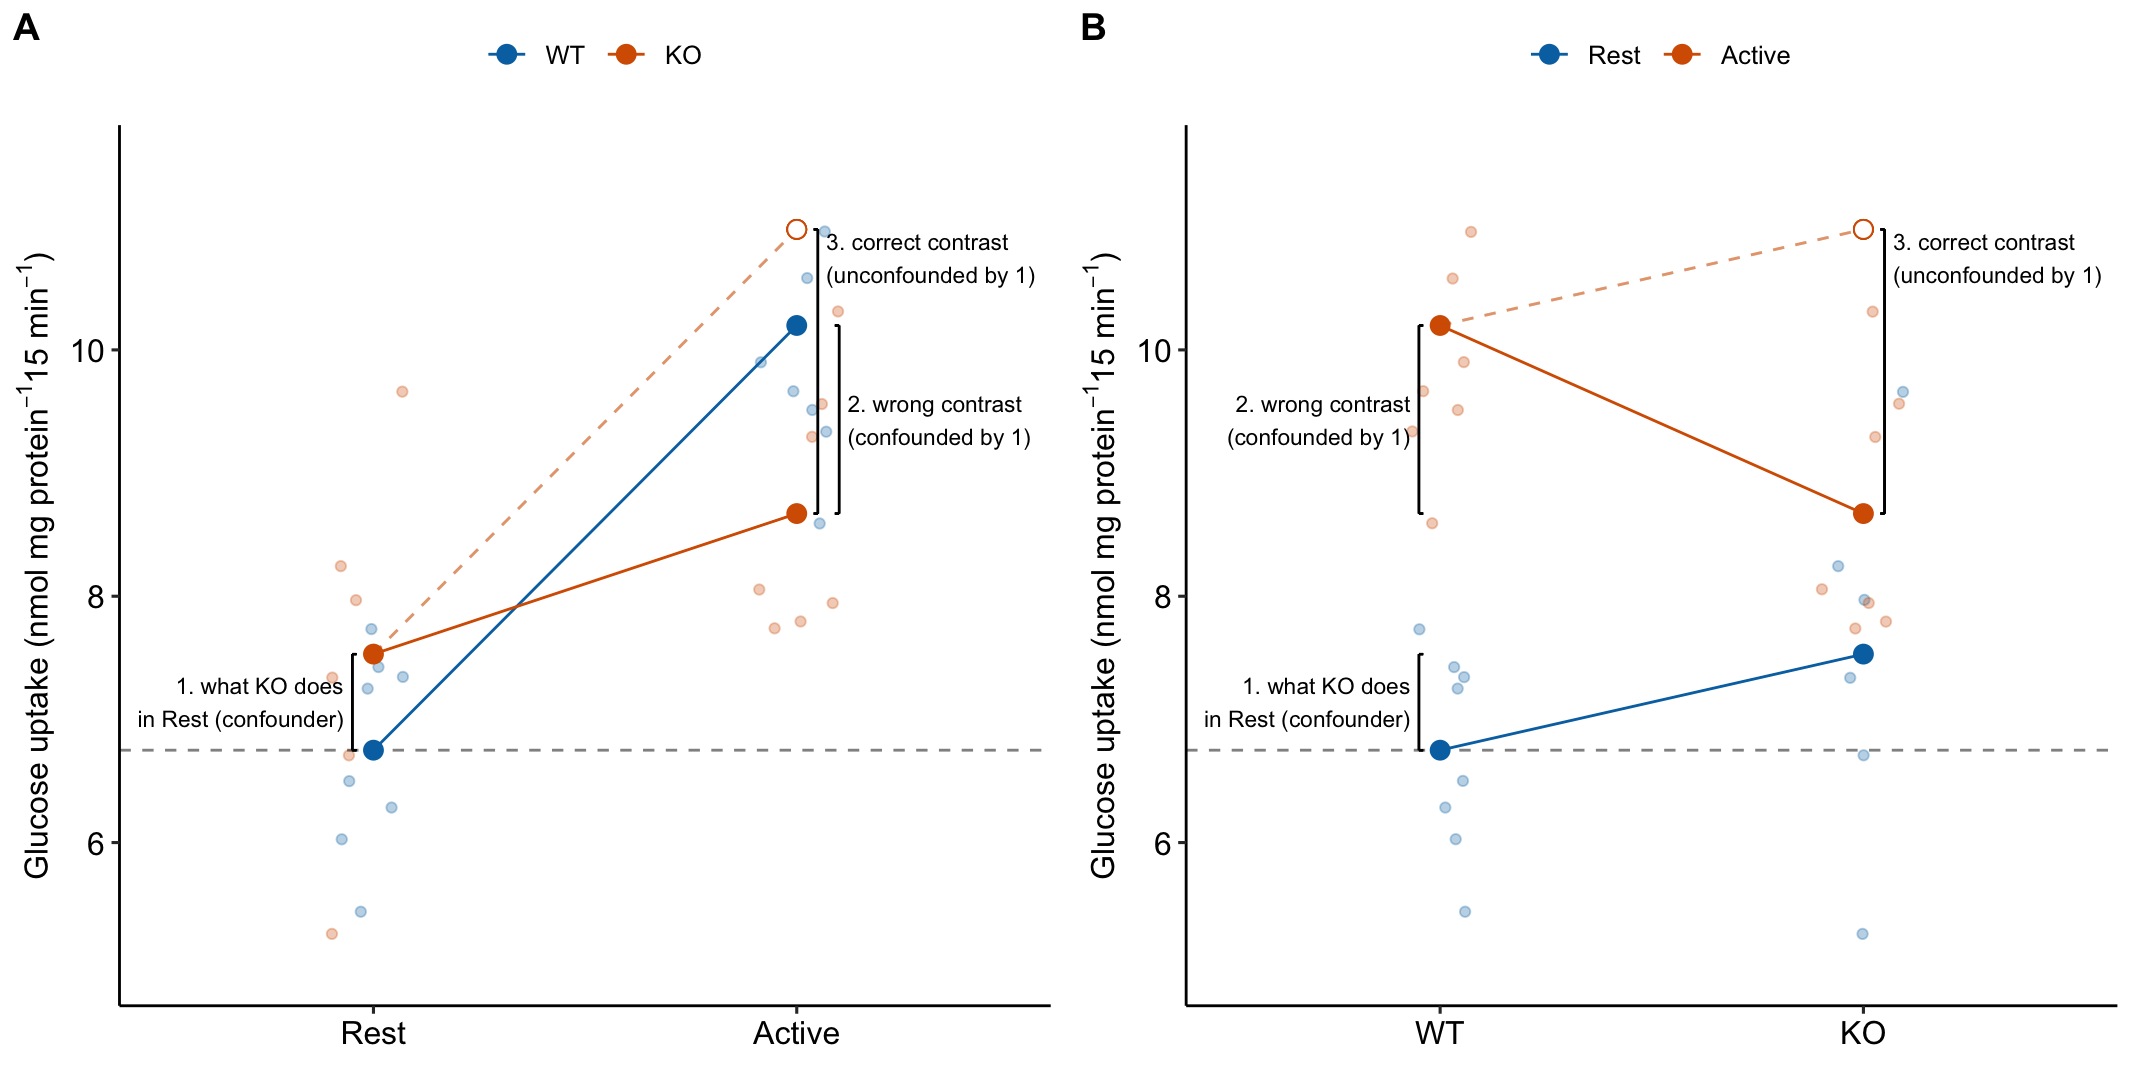 A
WT
KO
Glucose uptake (nmol mg protein⁻¹15 min⁻¹)
10
8
6
3. correct contrast
(unconfounded by 1)
2. wrong contrast
(confounded by 1)
1. what KO does
in Rest (confounder)
Rest
Active
B
Rest
Active
Glucose uptake (nmol mg protein⁻¹15 min⁻¹)
10
8
6
3. correct contrast
(unconfounded by 1)
2. wrong contrast
(confounded by 1)
1. what KO does
in Rest (confounder)
WT
KO